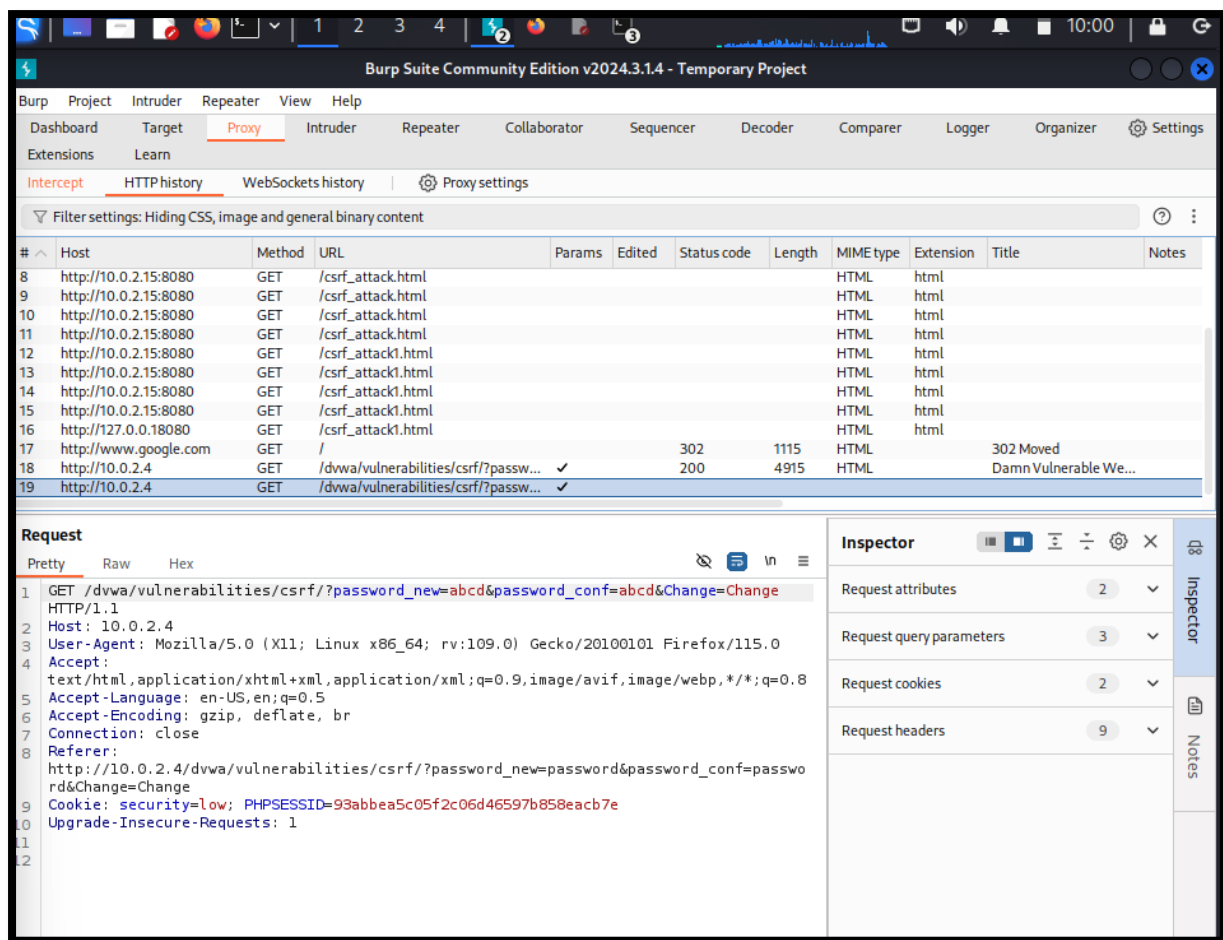 1 2 3 4 2 3 10:00
Burp Suite Community Edition v2024.3.1.4 - Temporary Project
Burp Project Intruder Repeater View Help
Dashboard Target Proxy Intruder Repeater Collaborator Sequencer Decoder Comparer Logger Organizer Settings
Extensions Learn
Intercept HTTP history WebSockets history Proxy settings
Filter settings: Hiding CSS, image and general binary content
# Host Method URL Params Edited Status code Length MIME type Extension Title Notes
8 http://10.0.2.15:8080 GET /csrf_attack.html HTML html
9 http://10.0.2.15:8080 GET /csrf_attack.html HTML html
10 http://10.0.2.15:8080 GET /csrf_attack.html HTML html
11 http://10.0.2.15:8080 GET /csrf_attack.html HTML html
12 http://10.0.2.15:8080 GET /csrf_attack1.html HTML html
13 http://10.0.2.15:8080 GET /csrf_attack1.html HTML html
14 http://10.0.2.15:8080 GET /csrf_attack1.html HTML html
15 http://10.0.2.15:8080 GET /csrf_attack1.html HTML html
16 http://127.0.0.18080 GET /csrf_attack1.html HTML html
17 http://www.google.com GET / 302 1115 HTML 302 Moved
18 http://10.0.2.4 GET /dvwa/vulnerabilities/csrf/?passw... ✓ 200 4915 HTML Damn Vulnerable We...
19 http://10.0.2.4 GET /dvwa/vulnerabilities/csrf/?passw... ✓
Request
Pretty Raw Hex \n
1 GET /dvwa/vulnerabilities/csrf/?password_new=abcd&password_conf=abcd&Change=Change
HTTP/1.1
2 Host: 10.0.2.4
3 User-Agent: Mozilla/5.0 (X11; Linux x86_64; rv:109.0) Gecko/20100101 Firefox/115.0
4 Accept:
text/html,application/xhtml+xml,application/xml;q=0.9,image/avif,image/webp,*/*;q=0.8
5 Accept-Language: en-US,en;q=0.5
6 Accept-Encoding: gzip, deflate, br
7 Connection: close
8 Referer:
http://10.0.2.4/dvwa/vulnerabilities/csrf/?password_new=password&password_conf=passwo
rd&Change=Change
9 Cookie: security=low; PHPSESSID=93abbea5c05f2c06d46597b858eacb7e
10 Upgrade-Insecure-Requests: 1
11
12
Inspector
Request attributes 2
Request query parameters 3
Request cookies 2
Request headers 9
Inspector
Notes